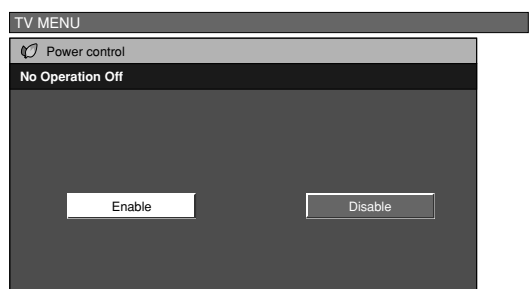 TV MENU
Power control
No Operation Off
Enable Disable